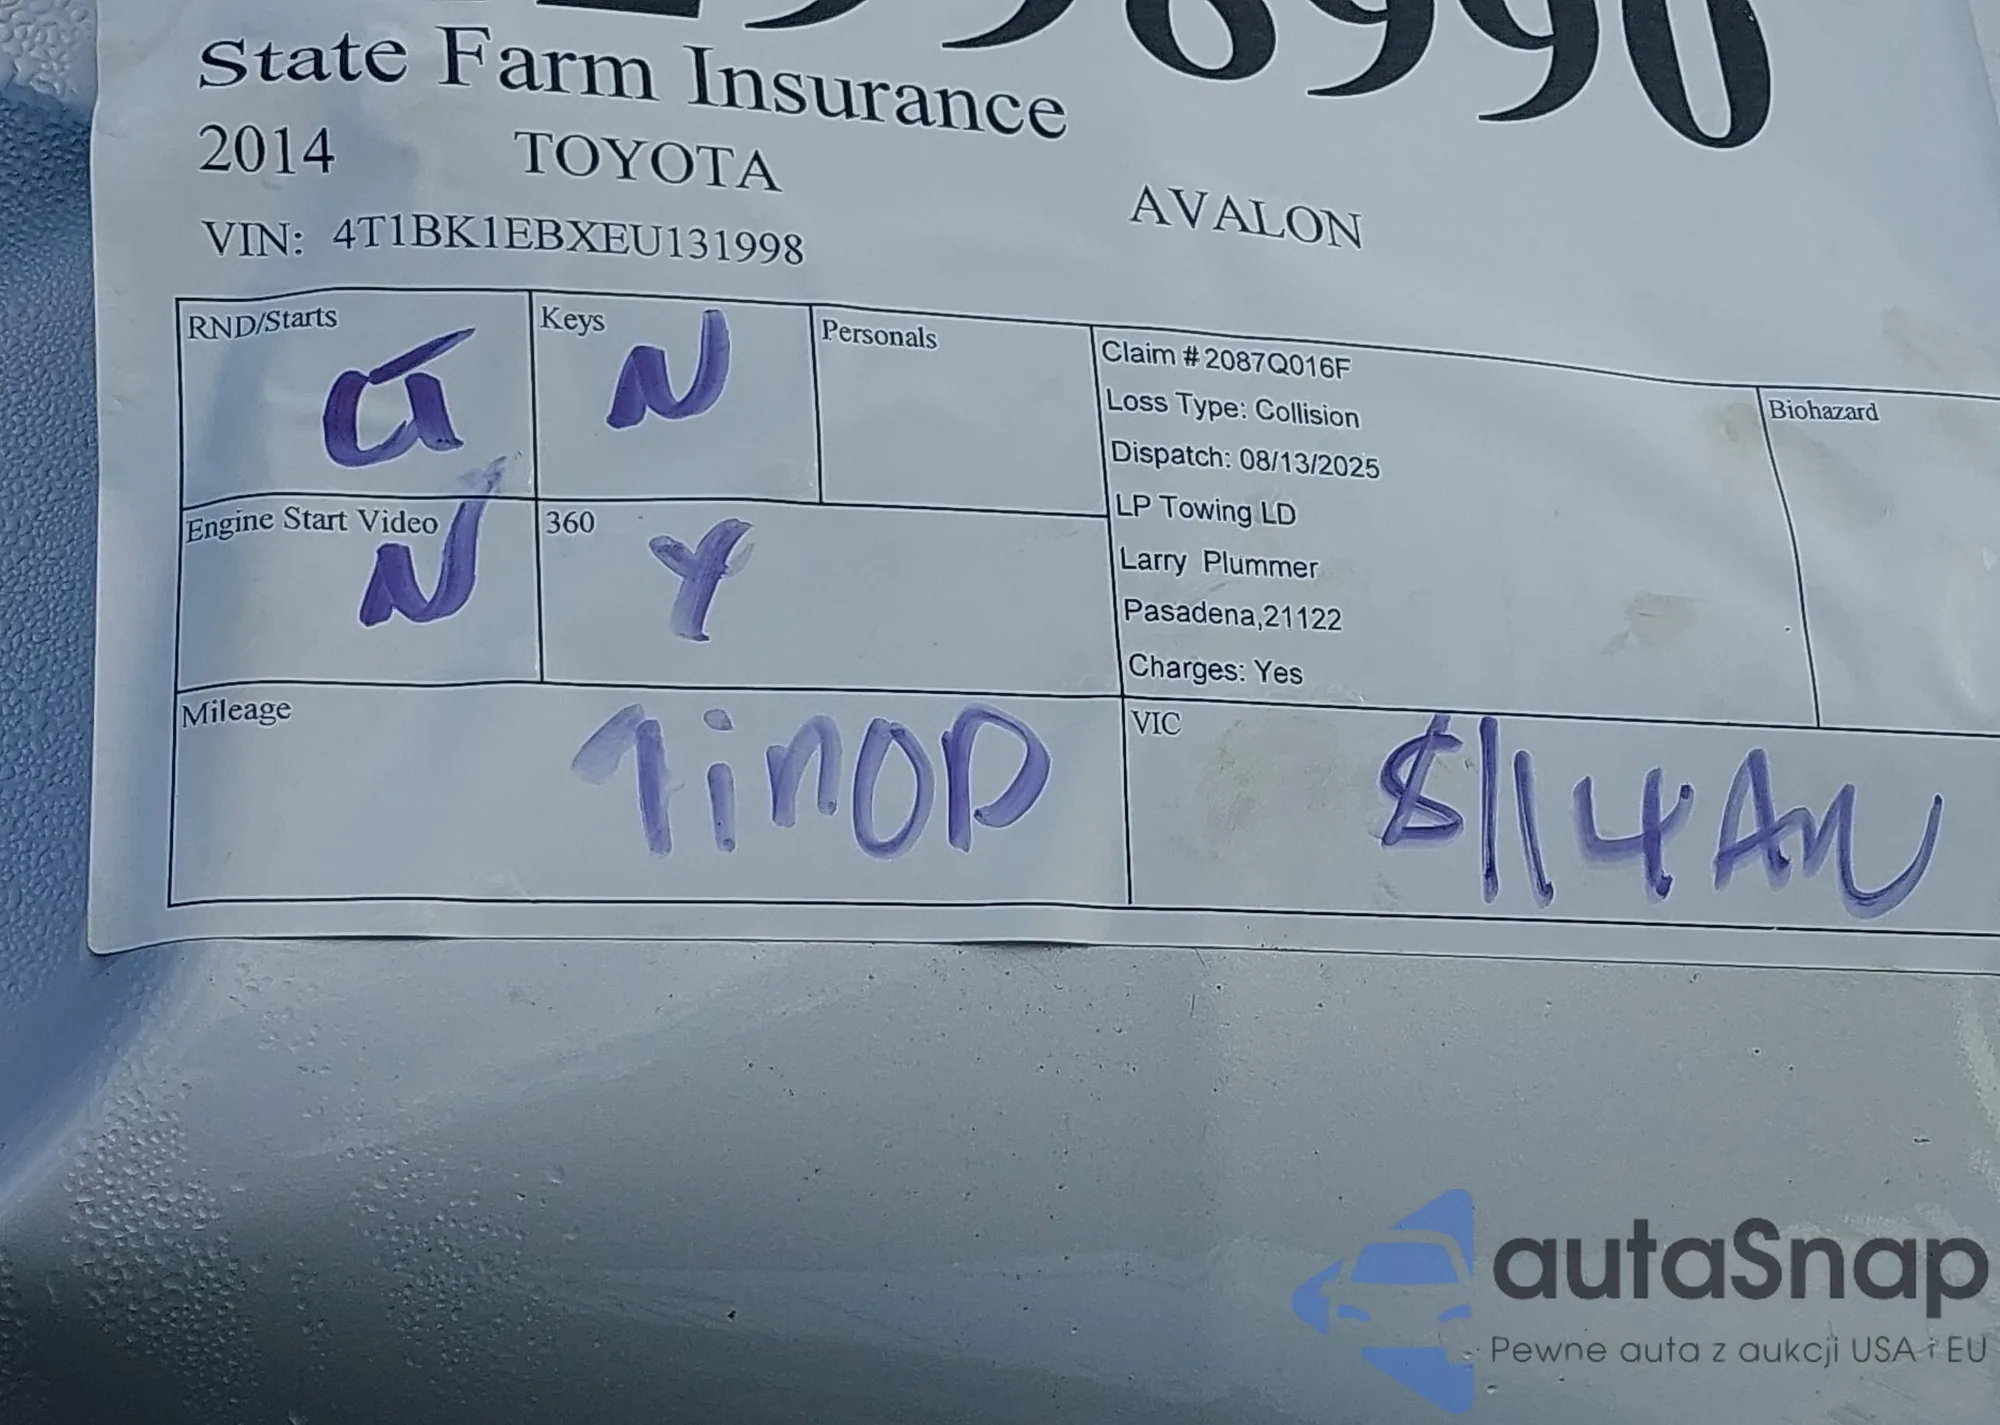 State Farm Insurance
2014 TOYOTA AVALON
VIN: 4T1BK1EBXEU131998
RND/Starts
Keys N
Personals
Claim # 2087Q016F
Loss Type: Collision
Dispatch: 08/13/2025
LP Towing LD
Larry Plummer
Pasadena,21122
Charges: Yes
Biohazard
Engine Start Video N
360 Y
Mileage
VIC
autaSnap
Pewne auta z aukcji USA i EU